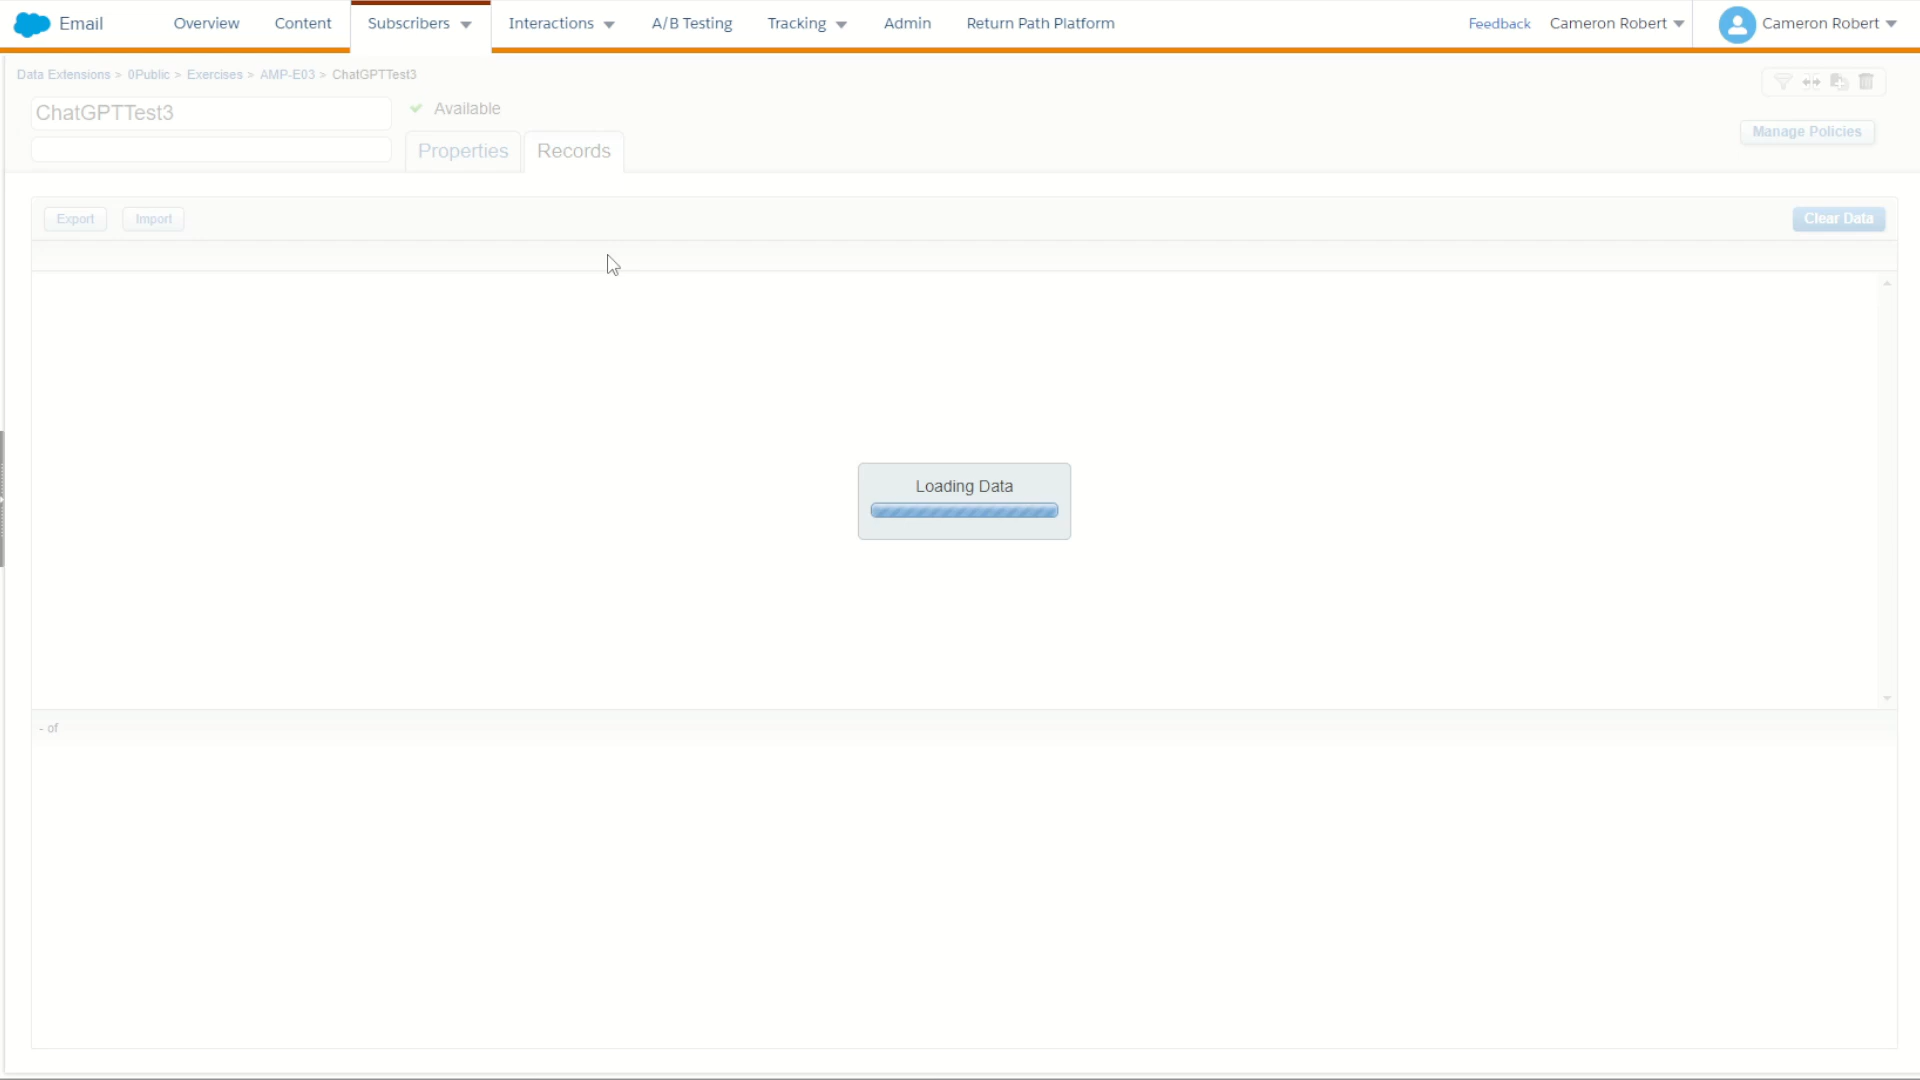 Email Overview Content Subscribers Interactions A/B Testing Tracking Admin Return Path Platform Feedback Cameron Robert Cameron Robert
Data Extensions > 0Public > Exercises > AMP-E03 > ChatGPTTest3
ChatGPTTest3
Available
Manage Policies
Properties Records
Export Import Clear Data
Loading Data
- of